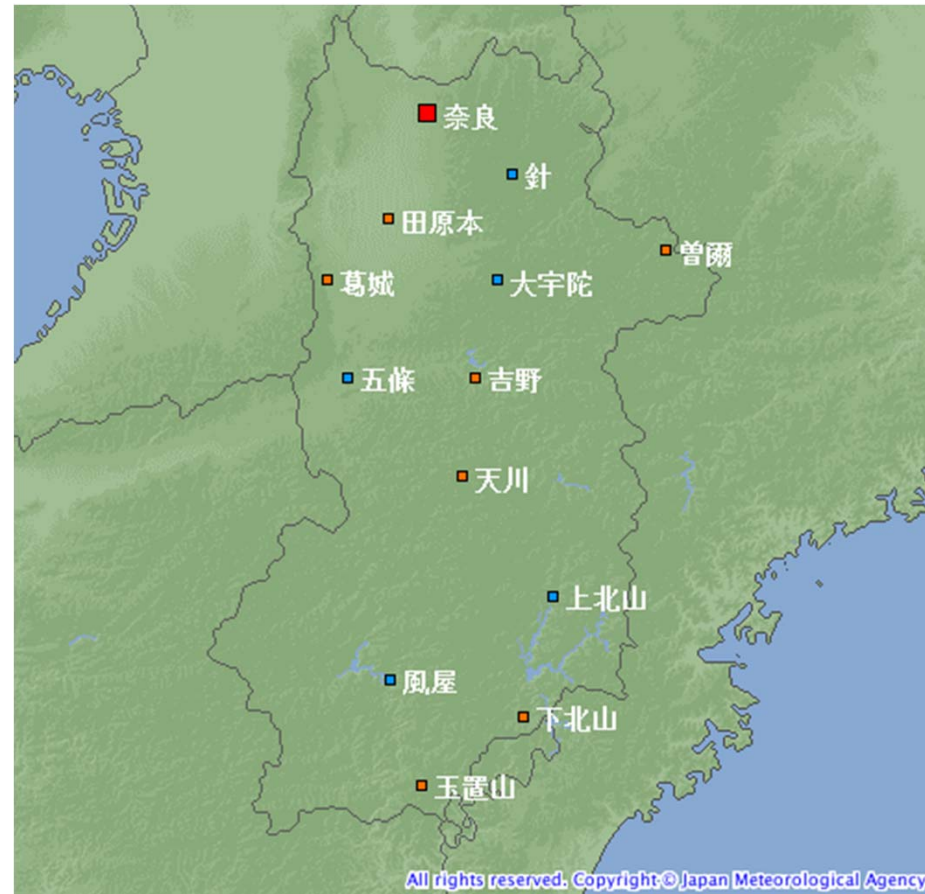 奈良
針
田原本
曽爾
葛城
大宇陀
五條
吉野
天川
上北山
風屋
下北山
玉置山
All rights reserved. Copyright © Japan Meteorological Agency